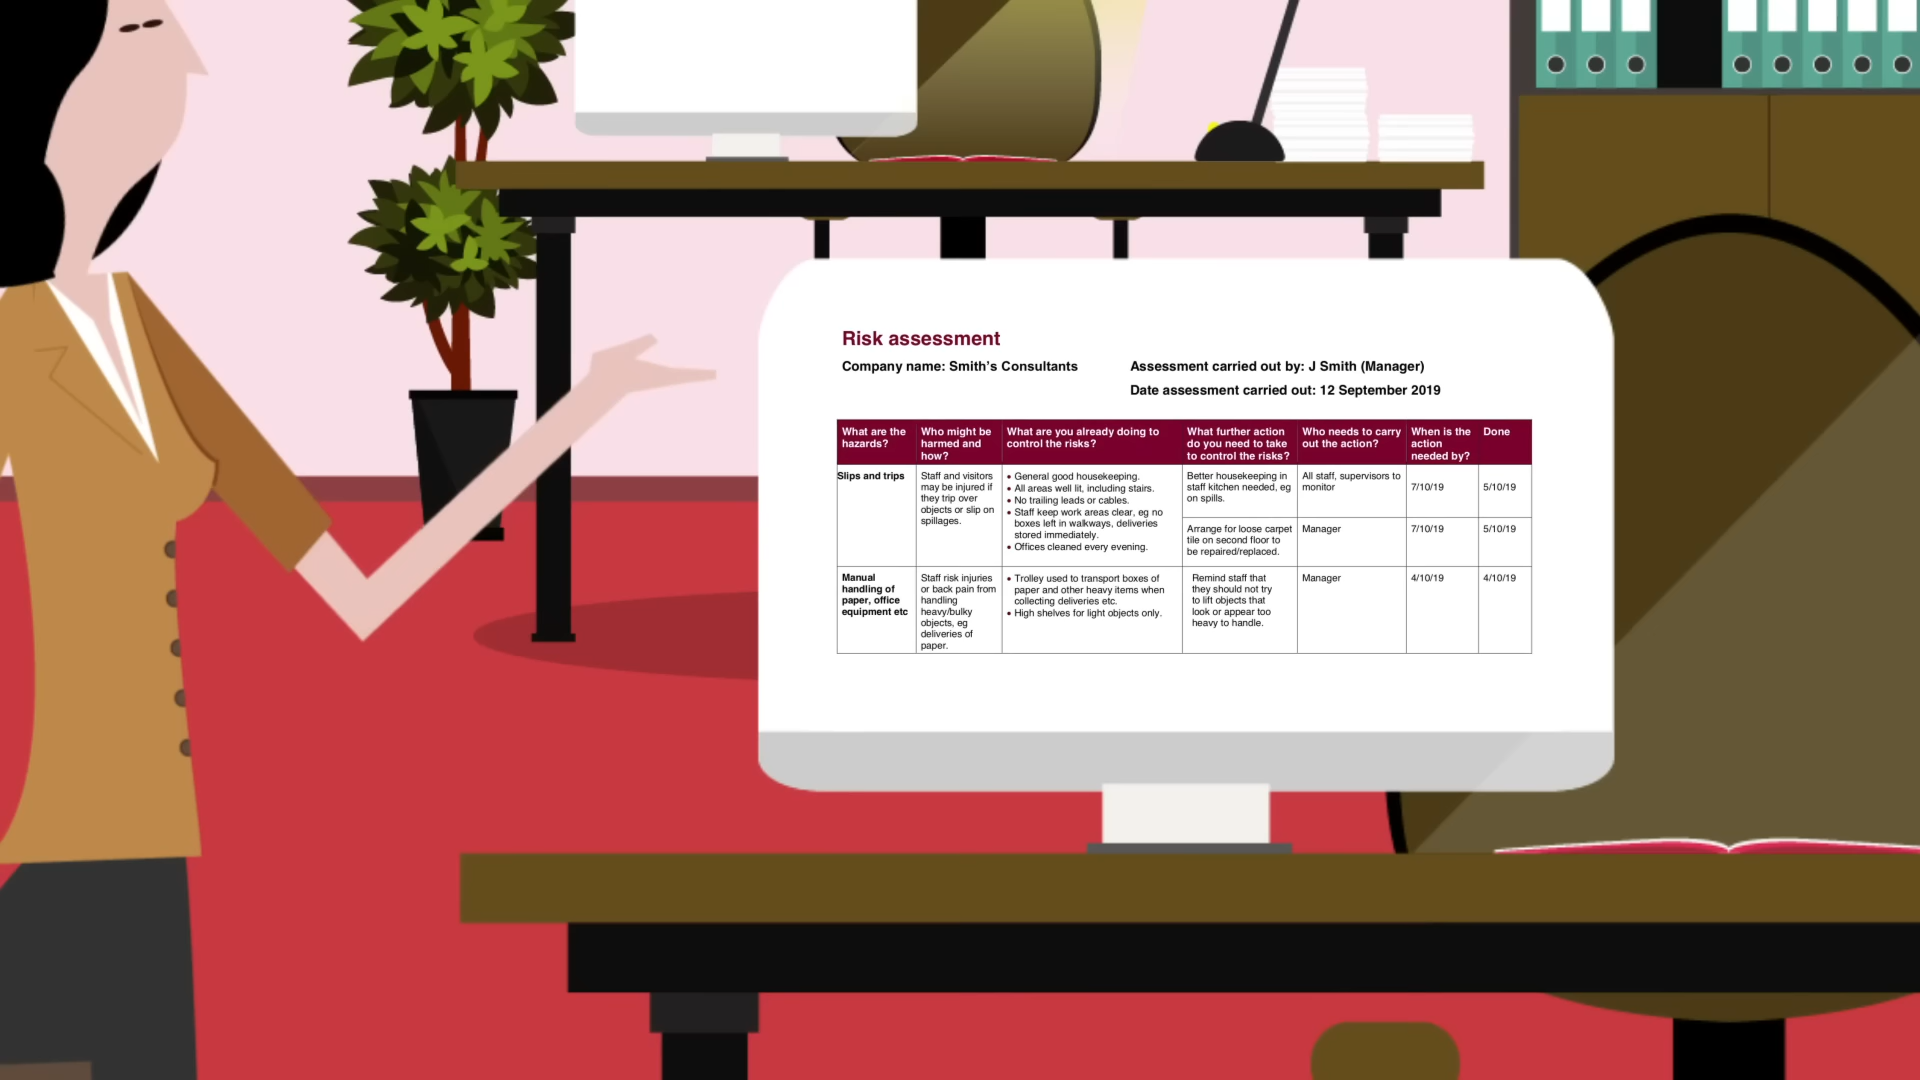 Risk assessment
Company name: Smith's Consultants
Assessment carried out by: J Smith (Manager)
Date assessment carried out: 12 September 2019
What are the
hazards?
Who might be
harmed and
how?
What are you already doing to
control the risks?
What further action
do you need to take
to control the risks?
Who needs to carry
out the action?
When is the
action
needed by?
Done
Slips and trips
Staff and visitors
may be injured if
they trip over
objects or slip on
spillages.
• General good housekeeping.
• All areas well lit, including stairs.
• No trailing leads or cables.
• Staff keep work areas clear, eg no
boxes left in walkways, deliveries
stored immediately.
• Offices cleaned every evening.
Better housekeeping in
staff kitchen needed, eg
on spills.
All staff, supervisors to
monitor
7/10/19
5/10/19
Arrange for loose carpet
tile on second floor to
be repaired/replaced.
Manager
7/10/19
5/10/19
Manual
handling of
paper, office
equipment etc
Staff risk injuries
or back pain from
handling
heavy/bulky
objects, eg
deliveries of
paper.
• Trolley used to transport boxes of
paper and other heavy items when
collecting deliveries etc.
• High shelves for light objects only.
Remind staff that
they should not try
to lift objects that
look or appear too
heavy to handle.
Manager
4/10/19
4/10/19